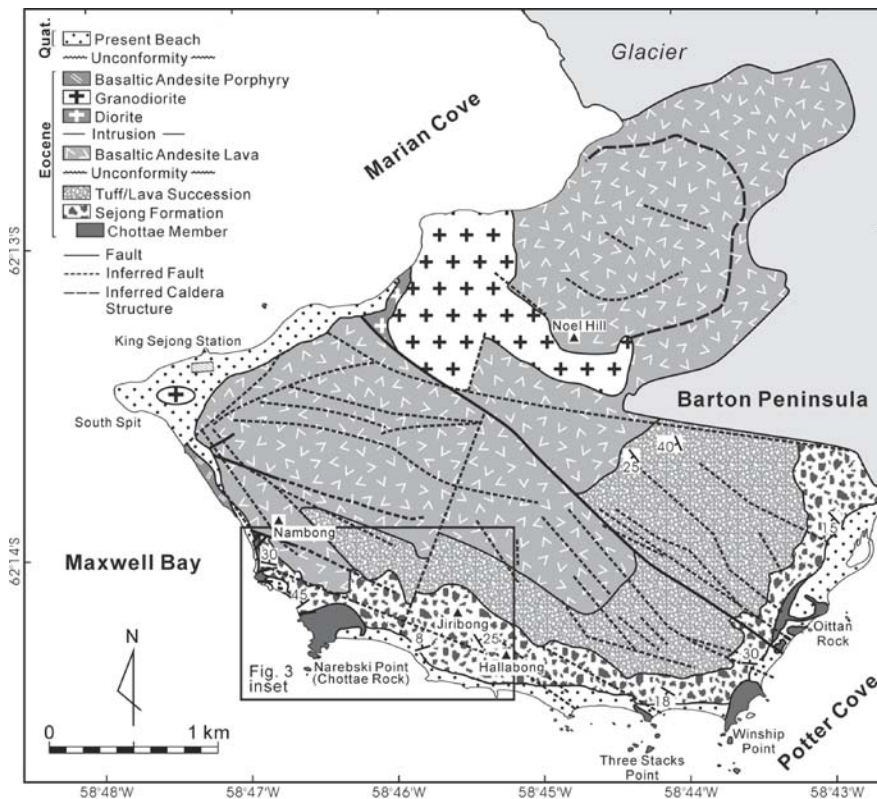 Quat.
Present Beach
Unconformity
Eocene
Basaltic Andesite Porphyry
Granodiorite
Diorite
Intrusion
Basaltic Andesite Lava
Unconformity
Tuff/Lava Succession
Sejong Formation
Chottae Member
Fault
Inferred Fault
Inferred Caldera
Structure
Glacier
Marian Cove
62°13'
Noel Hill
King Sejong Station
South Spit
Barton Peninsula
40
25
15
Nambong
62°14'
Maxwell Bay
30
45
Jiribong
8
25
Hallabong
Oittan
Rock
30
18
N
Fig. 3
inset
Narebski Point
(Chottae Rock)
Winship
Point
Potter Cove
Three Stacks
Point
0
1 km
58°48'W
58°47'W
58°46'W
58°45'W
58°44'W
58°43'W